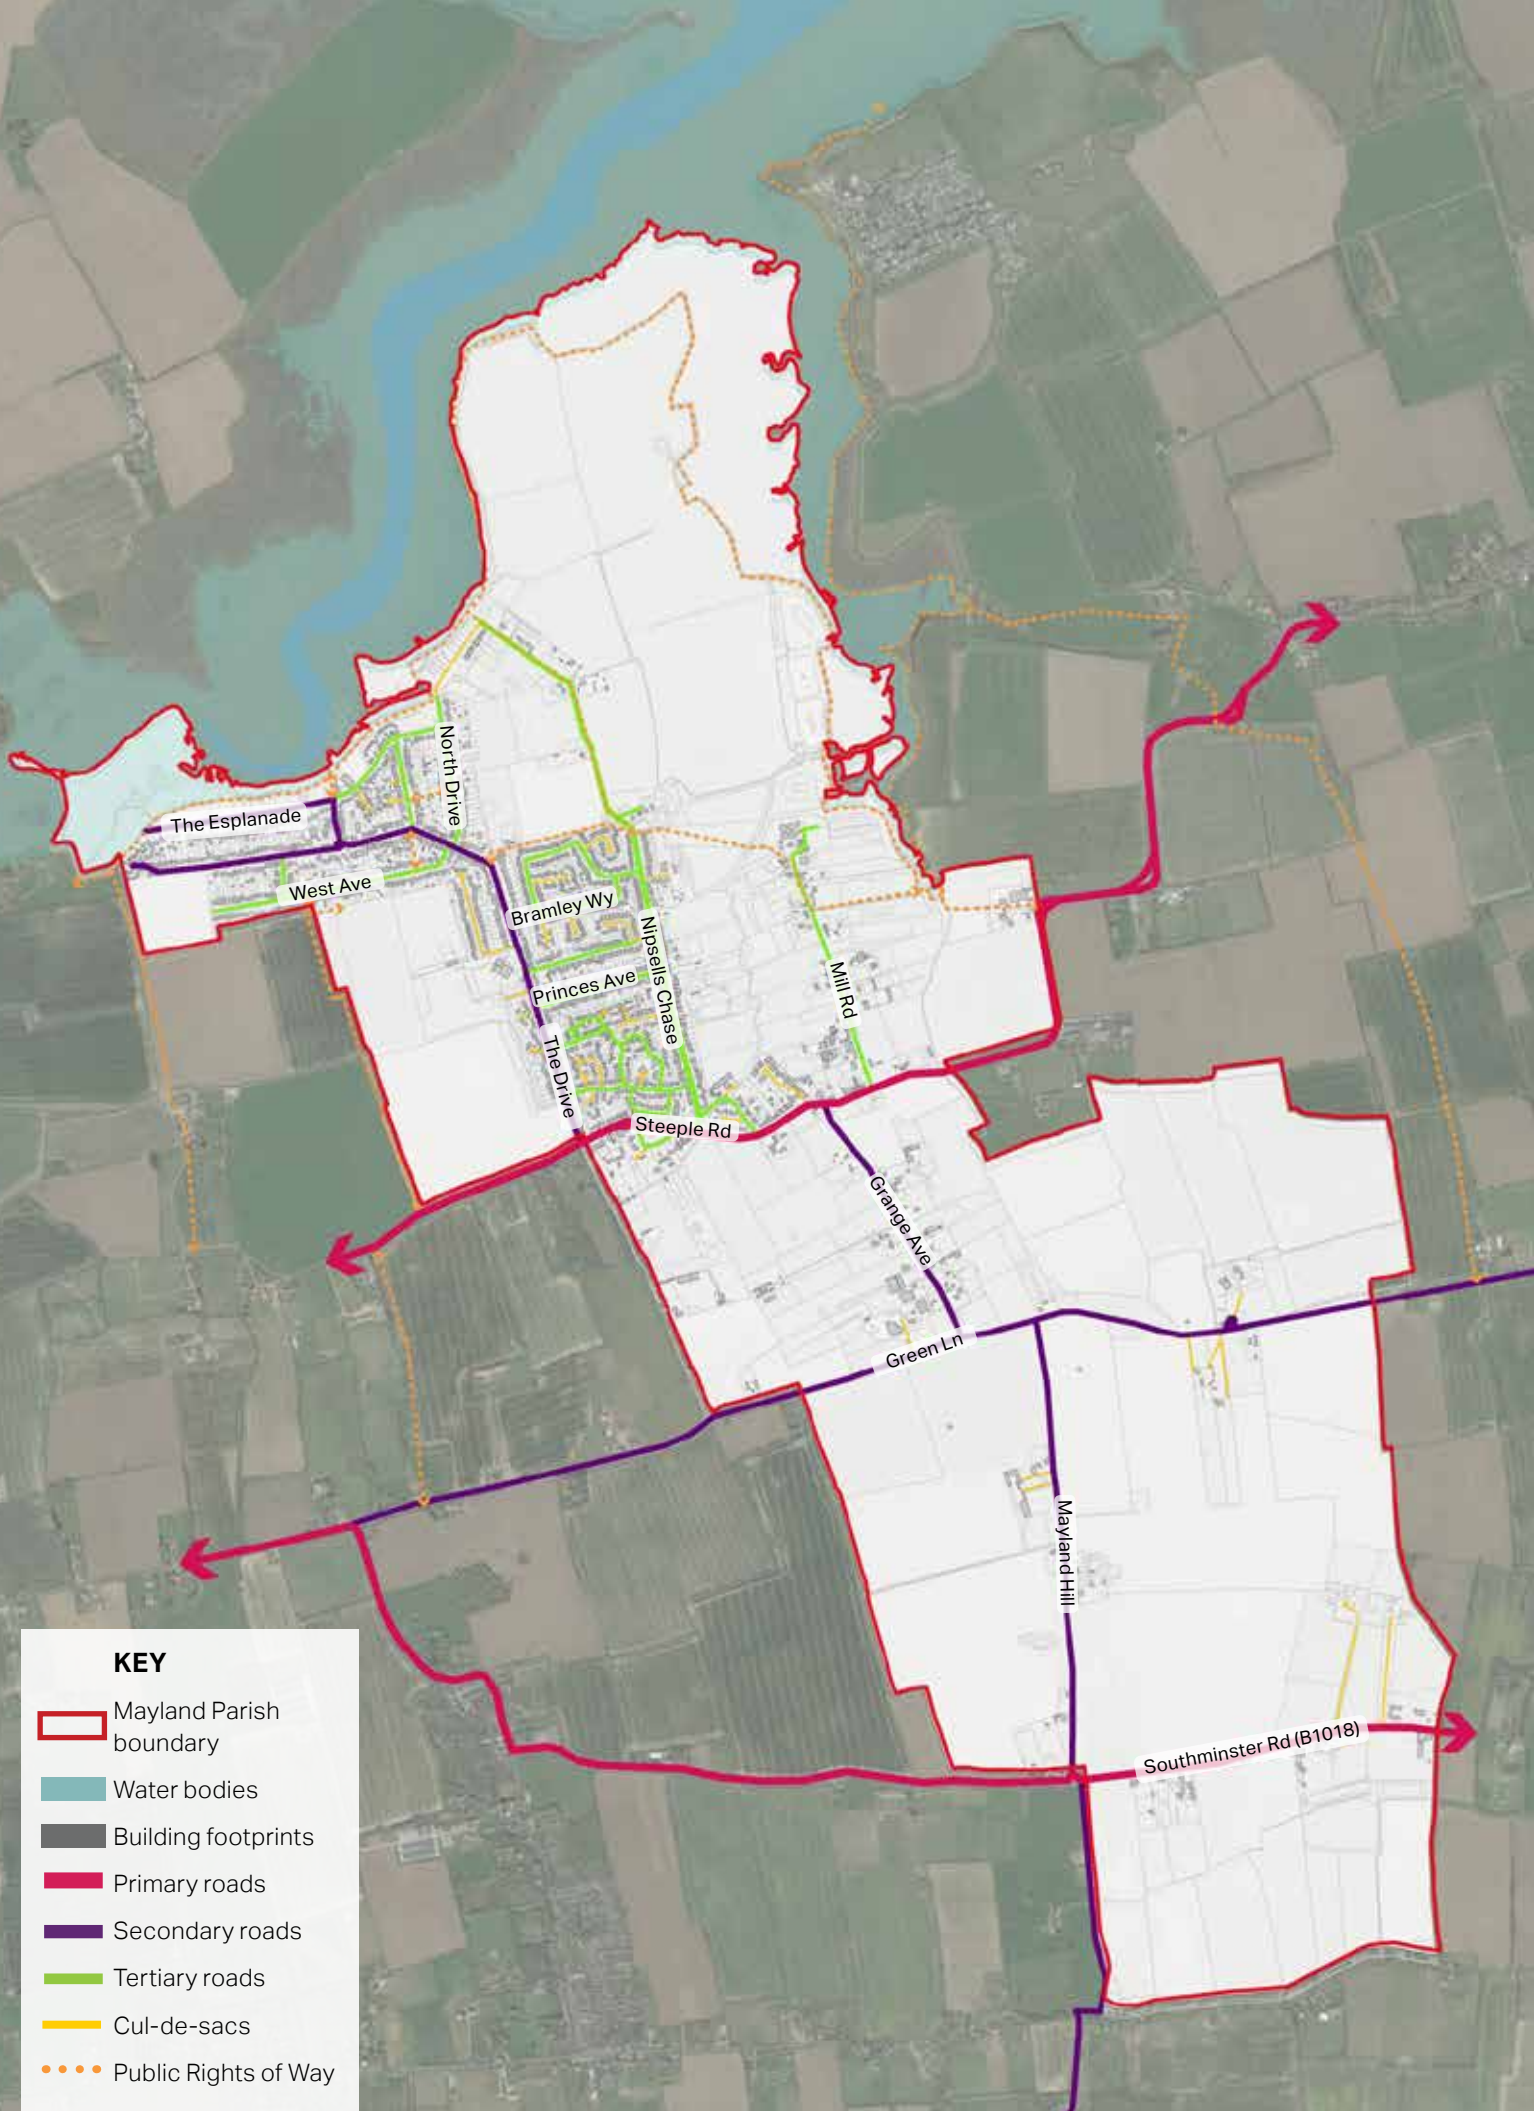 North Drive
The Esplanade
West Ave
Bramley Wy
Nipsells Chase
Princes Ave
Mill Rd
The Drive
Steeple Rd
Grange Ave
Green Ln
Mayland Hill
Southminster Rd (B1018)
KEY
Mayland Parish
boundary
Water bodies
Building footprints
Primary roads
Secondary roads
Tertiary roads
Cul-de-sacs
Public Rights of Way